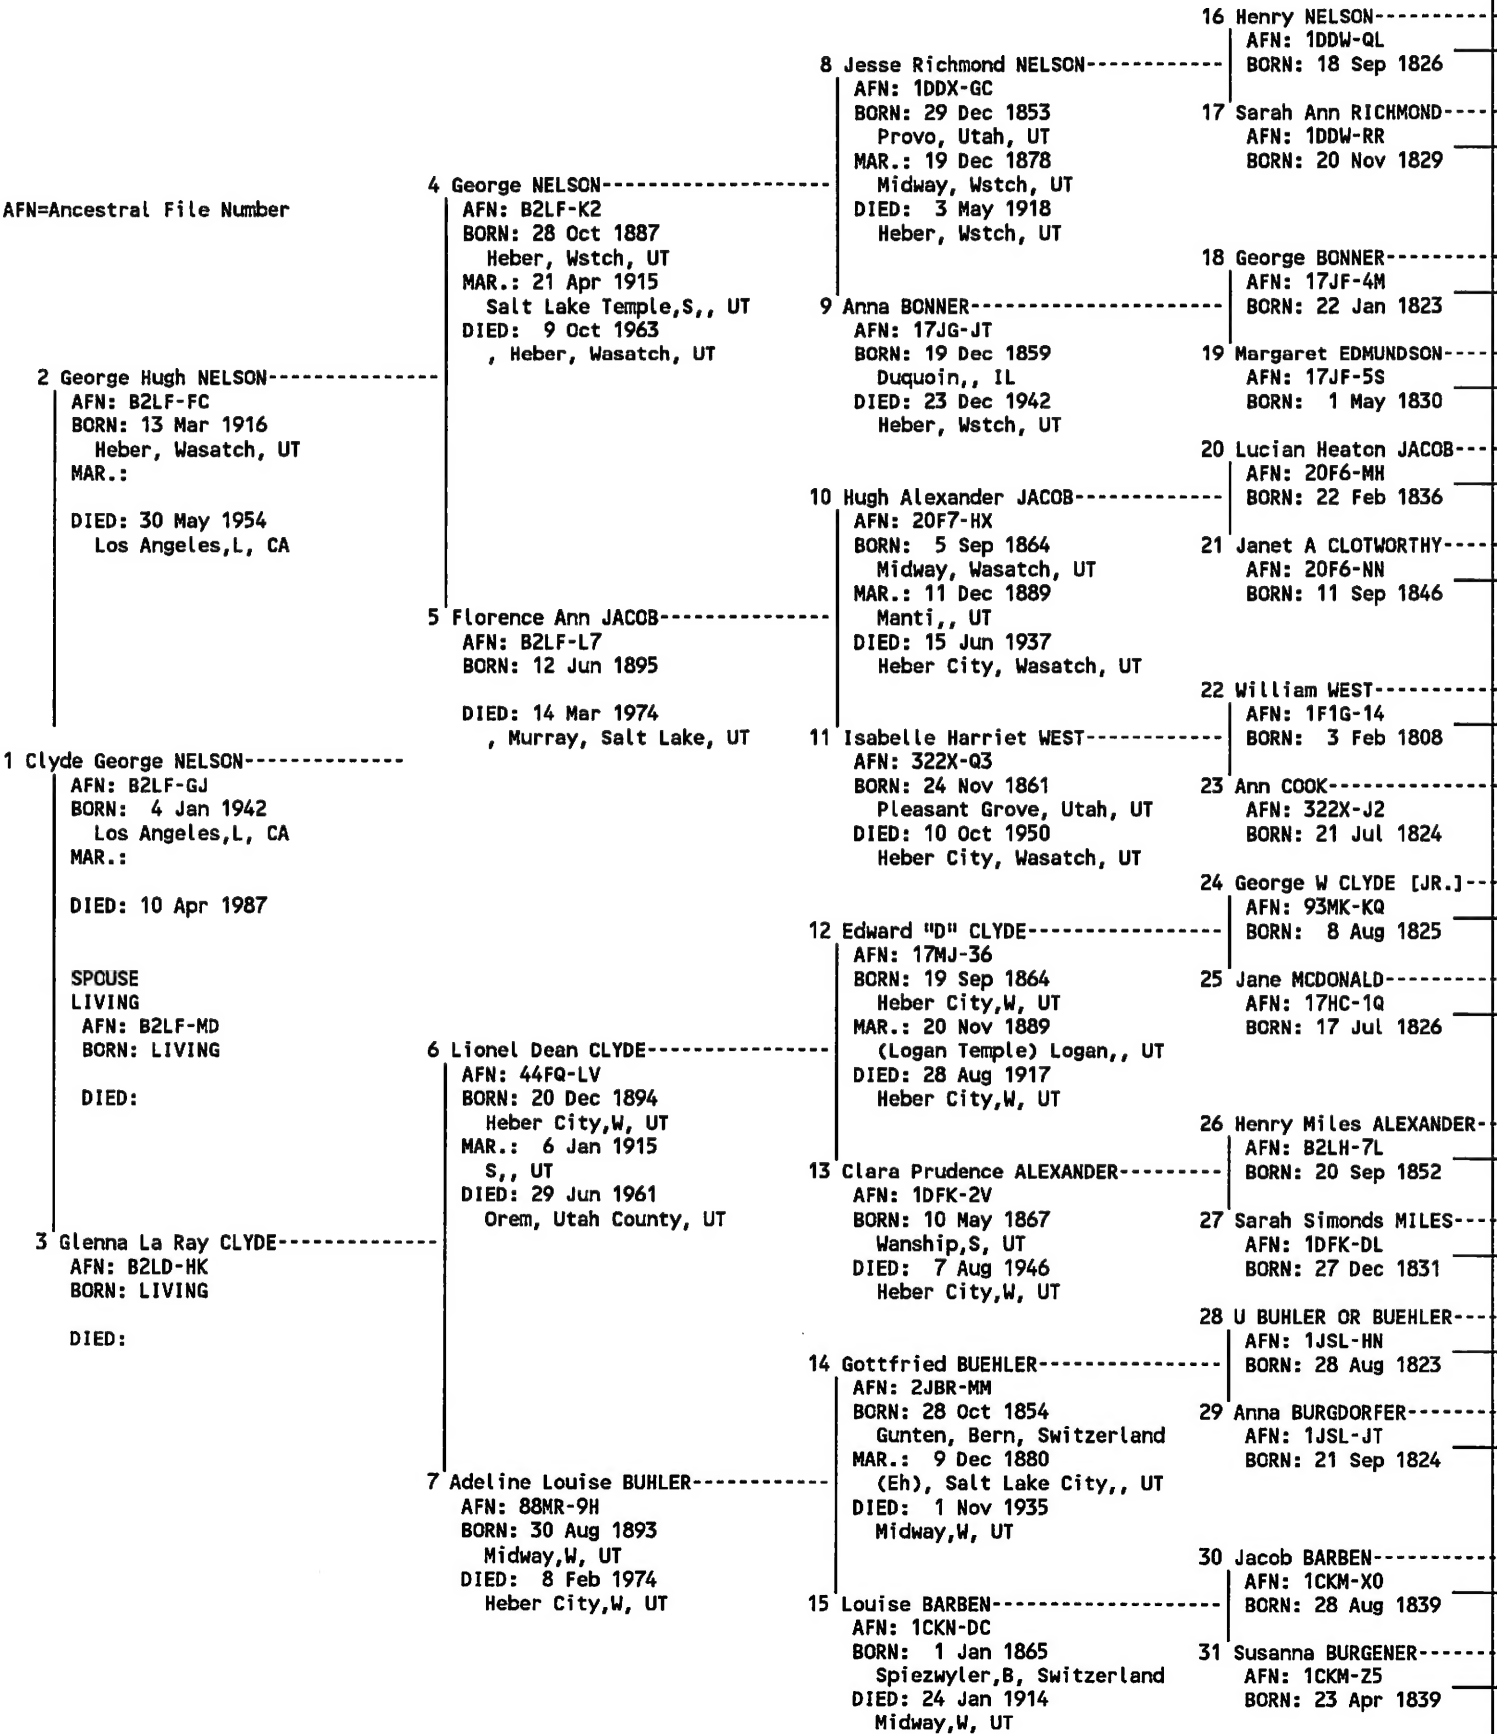 AFN=Ancestral File Number
1 Clyde George NELSON--------------
AFN: B2LF-GJ
BORN: 4 Jan 1942
Los Angeles,L, CA
MAR.:
DIED: 10 Apr 1987
SPOUSE
LIVING
AFN: B2LF-MD
BORN: LIVING
DIED:
2 George Hugh NELSON---------------
AFN: B2LF-FC
BORN: 13 Mar 1916
Heber, Wasatch, UT
MAR.:
DIED: 30 May 1954
Los Angeles,L, CA
3 Glenna La Ray CLYDE--------------
AFN: B2LD-HK
BORN: LIVING
DIED:
4 George NELSON--------------------
AFN: B2LF-K2
BORN: 28 Oct 1887
Heber, Wstch, UT
MAR.: 21 Apr 1915
Salt Lake Temple,S,, UT
DIED: 9 Oct 1963
, Heber, Wasatch, UT
5 Florence Ann JACOB---------------
AFN: B2LF-L7
BORN: 12 Jun 1895
DIED: 14 Mar 1974
, Murray, Salt Lake, UT
6 Lionel Dean CLYDE----------------
AFN: 44FQ-LV
BORN: 20 Dec 1894
Heber City,W, UT
MAR.: 6 Jan 1915
S,, UT
DIED: 29 Jun 1961
Orem, Utah County, UT
7 Adeline Louise BUHLER------------
AFN: 88MR-9H
BORN: 30 Aug 1893
Midway,W, UT
DIED: 8 Feb 1974
Heber City,W, UT
8 Jesse Richmond NELSON------------
AFN: 1DDX-GC
BORN: 29 Dec 1853
Provo, Utah, UT
MAR.: 19 Dec 1878
Midway, Wstch, UT
DIED: 3 May 1918
Heber, Wstch, UT
9 Anna BONNER----------------------
AFN: 17JG-JT
BORN: 19 Dec 1859
Duquoin,, IL
DIED: 23 Dec 1942
Heber, Wstch, UT
10 Hugh Alexander JACOB-------------
AFN: 20F7-HX
BORN: 5 Sep 1864
Midway, Wasatch, UT
MAR.: 11 Dec 1889
Manti,, UT
DIED: 15 Jun 1937
Heber City, Wasatch, UT
11 Isabelle Harriet WEST------------
AFN: 322X-Q3
BORN: 24 Nov 1861
Pleasant Grove, Utah, UT
DIED: 10 Oct 1950
Heber City, Wasatch, UT
12 Edward "D" CLYDE-----------------
AFN: 17MJ-36
BORN: 19 Sep 1864
Heber City,W, UT
MAR.: 20 Nov 1889
(Logan Temple) Logan,, UT
DIED: 28 Aug 1917
Heber City,W, UT
13 Clara Prudence ALEXANDER---------
AFN: 1DFK-2V
BORN: 10 May 1867
Wanship,S, UT
DIED: 7 Aug 1946
Heber City,W, UT
14 Gottfried BUEHLER----------------
AFN: 2JBR-MM
BORN: 28 Oct 1854
Gunten, Bern, Switzerland
MAR.: 9 Dec 1880
(Eh), Salt Lake City,, UT
DIED: 1 Nov 1935
Midway,W, UT
15 Louise BARBEN--------------------
AFN: 1CKN-DC
BORN: 1 Jan 1865
Spiezwyler,B, Switzerland
DIED: 24 Jan 1914
Midway,W, UT
16 Henry NELSON-----------
AFN: 1DDW-QL
BORN: 18 Sep 1826
17 Sarah Ann RICHMOND-----
AFN: 1DDW-RR
BORN: 20 Nov 1829
18 George BONNER----------
AFN: 17JF-4M
BORN: 22 Jan 1823
19 Margaret EDMUNDSON-----
AFN: 17JF-5S
BORN: 1 May 1830
20 Lucian Heaton JACOB----
AFN: 20F6-MH
BORN: 22 Feb 1836
21 Janet A CLOTWORTHY-----
AFN: 20F6-NN
BORN: 11 Sep 1846
22 William WEST-----------
AFN: 1F1G-14
BORN: 3 Feb 1808
23 Ann COOK---------------
AFN: 322X-J2
BORN: 21 Jul 1824
24 George W CLYDE [JR.]---
AFN: 93MK-KQ
BORN: 8 Aug 1825
25 Jane MCDONALD----------
AFN: 17HC-1Q
BORN: 17 Jul 1826
26 Henry Miles ALEXANDER--
AFN: B2LH-7L
BORN: 20 Sep 1852
27 Sarah Simonds MILES----
AFN: 1DFK-DL
BORN: 27 Dec 1831
28 U BUHLER OR BUEHLER----
AFN: 1JSL-HN
BORN: 28 Aug 1823
29 Anna BURGDORFER--------
AFN: 1JSL-JT
BORN: 21 Sep 1824
30 Jacob BARBEN-----------
AFN: 1CKM-X0
BORN: 28 Aug 1839
31 Susanna BURGENER-------
AFN: 1CKM-Z5
BORN: 23 Apr 1839